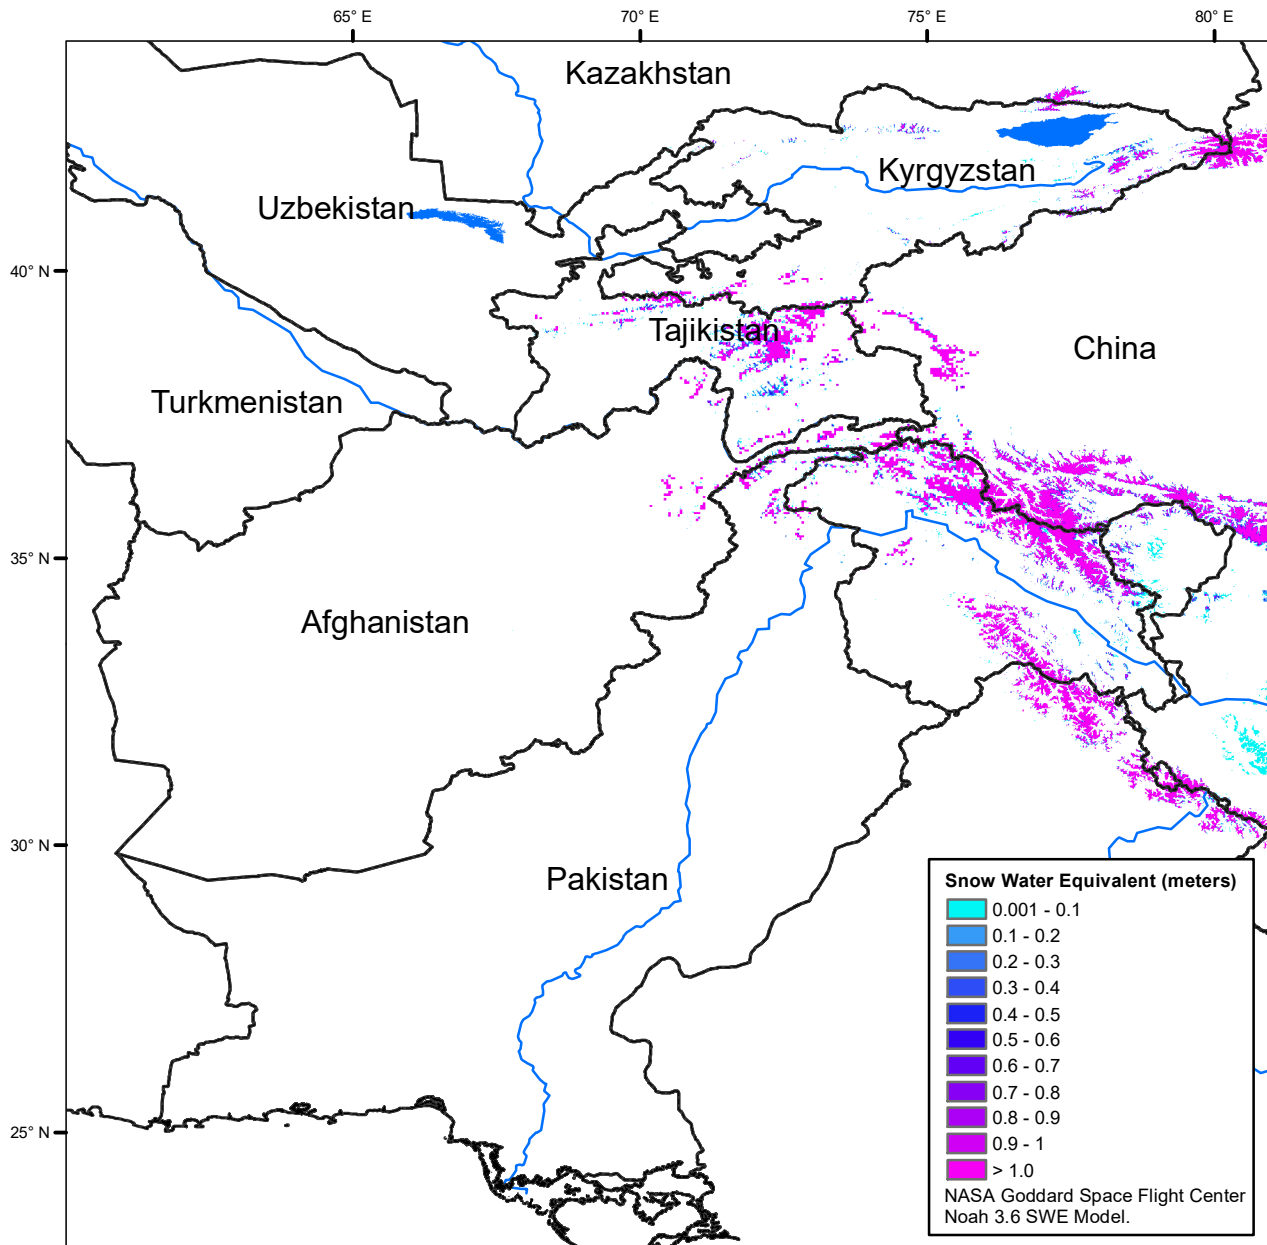 65° E
70° E
75° E
80° E
Kazakhstan
Kyrgyzstan
Uzbekistan
40° N
Tajikistan
China
Turkmenistan
35° N
Afghanistan
30° N
Pakistan
25° N
Snow Water Equivalent (meters)
0.001 - 0.1
0.1 - 0.2
0.2 - 0.3
0.3 - 0.4
0.4 - 0.5
0.5 - 0.6
0.6 - 0.7
0.7 - 0.8
0.8 - 0.9
0.9 - 1
> 1.0
NASA Goddard Space Flight Center
Noah 3.6 SWE Model.